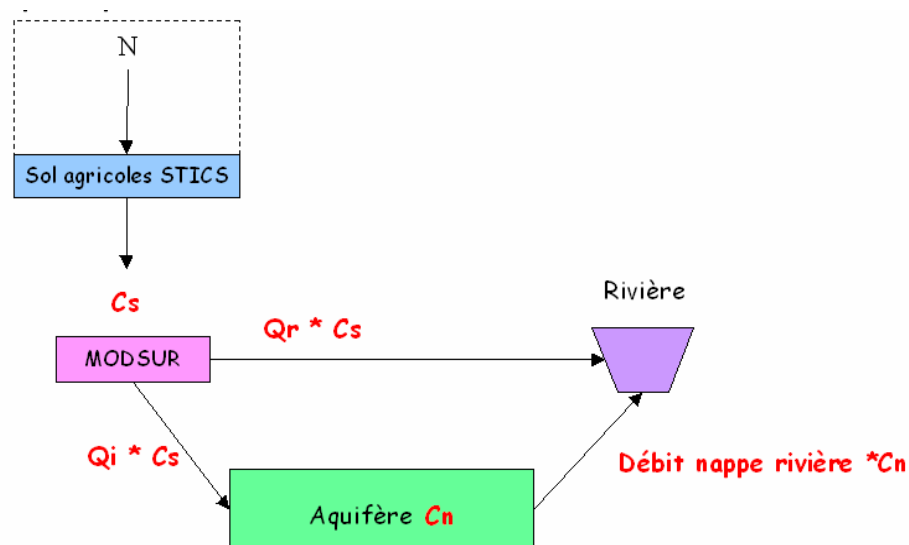 N
Sol agricoles STICS
Cs
Rivière
Qr * Cs
MODSUR
Qi * Cs
Débit nappe rivière *Cn
Aquifère Cn